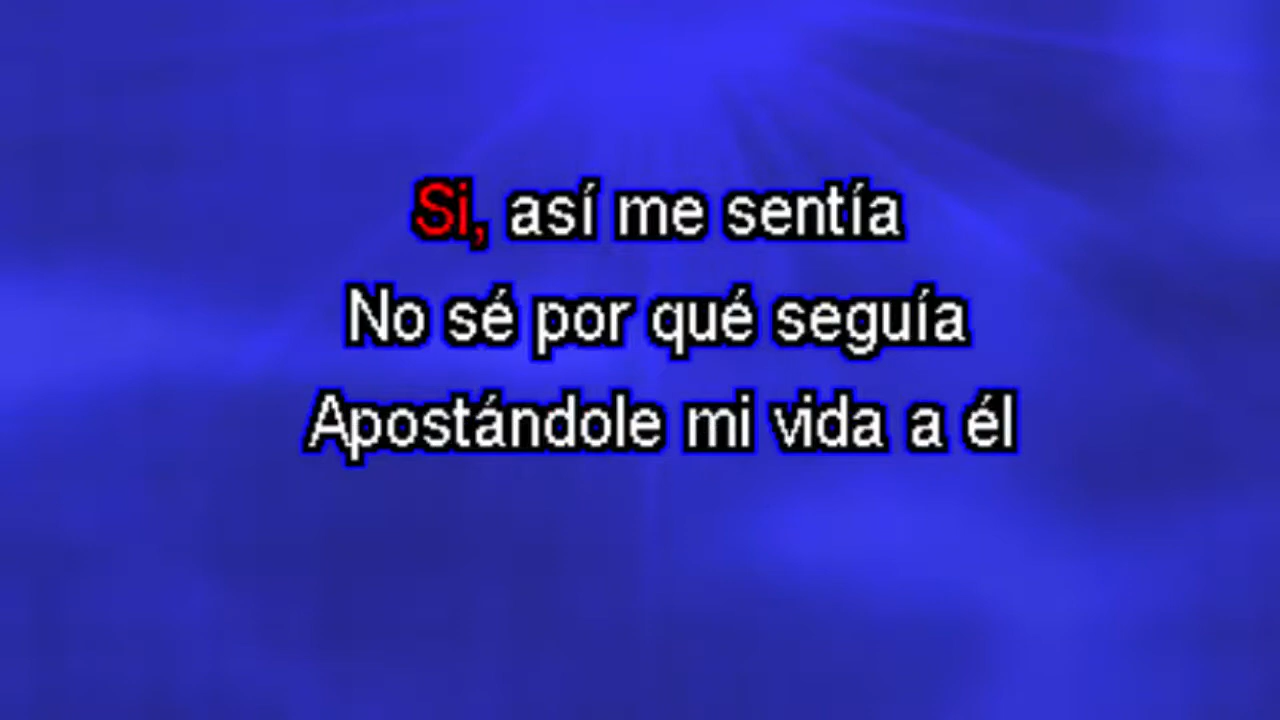 Si, así me sentía
No sé por qué seguía
Apostándole mi vida a él